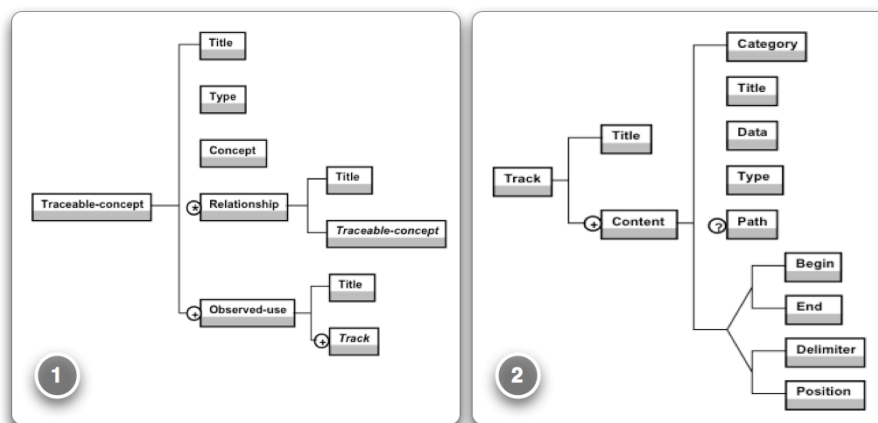 Title
Type
Concept
Traceable-concept
*
Relationship
Title
Traceable-concept
+
Observed-use
Title
+
Track
1
Category
Title
Data
Type
?
Path
Track
Title
+
Content
Begin
End
Delimiter
Position
2